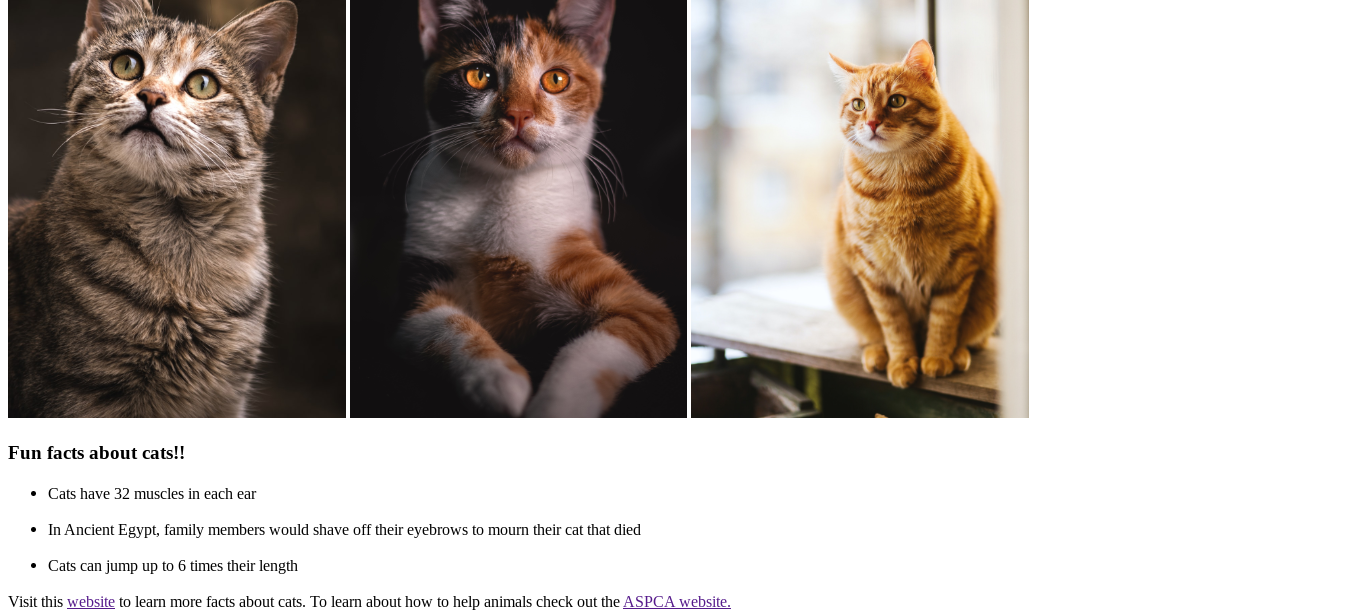 Fun facts about cats!!
Cats have 32 muscles in each ear
In Ancient Egypt, family members would shave off their eyebrows to mourn their cat that died
Cats can jump up to 6 times their length
Visit this website to learn more facts about cats. To learn about how to help animals check out the ASPCA website.